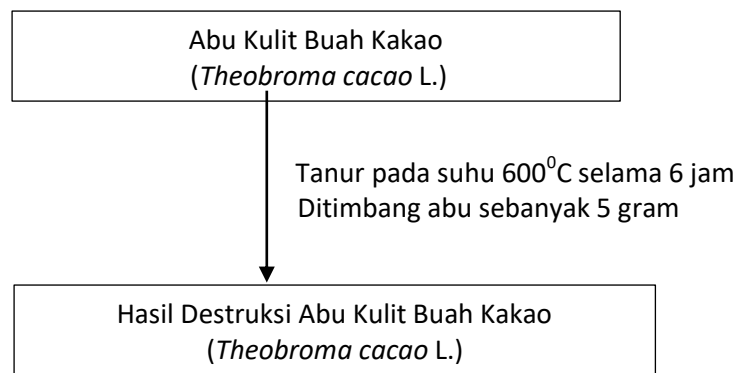 Abu Kulit Buah Kakao
(Theobroma cacao L.)
Tanur pada suhu 600⁰C selama 6 jam
Ditimbang abu sebanyak 5 gram
Hasil Destruksi Abu Kulit Buah Kakao
(Theobroma cacao L.)